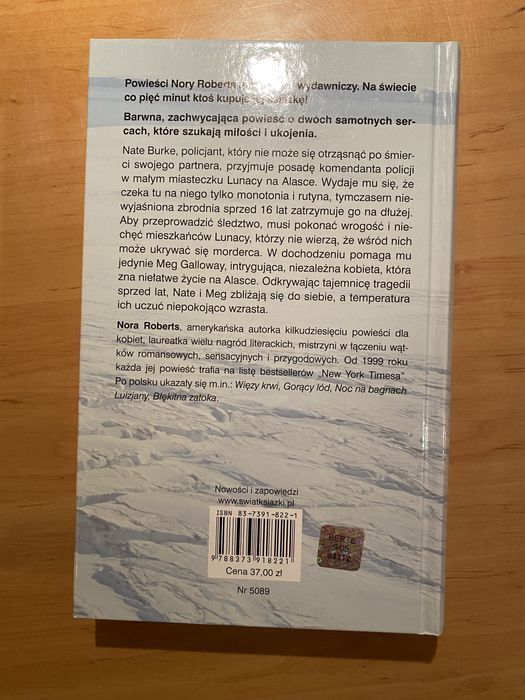 Powieści Nory Roberts wydawniczy. Na świecie
co pięć minut ktoś kupuje jej książkę!
Barwna, zachwycająca powieść o dwóch samotnych ser-
cach, które szukają miłości i ukojenia.
Nate Burke, policjant, który nie może się otrząsnąć po śmier-
ci swojego partnera, przyjmuje posadę komendanta policji
w małym miasteczku Lunacy na Alasce. Wydaje mu się, że
czeka tu na niego tylko monotonia i rutyna, tymczasem nie-
wyjaśniona zbrodnia sprzed 16 lat zatrzymuje go na dłużej.
Aby przeprowadzić śledztwo, musi pokonać wrogość i nie-
chęć mieszkańców Lunacy, którzy nie wierzą, że wśród nich
może ukrywać się morderca. W dochodzeniu pomaga mu
jedynie Meg Galloway, intrygująca, niezależna kobieta, która
zna niełatwe życie na Alasce. Odkrywając tajemnicę tragedii
sprzed lat, Nate i Meg zbliżają się do siebie, a temperatura
ich uczuć niepokojąco wzrasta.
Nora Roberts, amerykańska autorka kilkudziesięciu powieści dla
kobiet, laureatka wielu nagród literackich, mistrzyni w łączeniu wąt-
ków romansowych, sensacyjnych i przygodowych. Od 1999 roku
każda jej powieść trafia na listę bestsellerów „New York Timesa".
Po polsku ukazały się m.in.: Więzy krwi, Gorący lód, Noc na bagnach
Luizjany, Błękitna zatoka.
Nowości i zapowiedzi
www.swiatksiazki.pl
ISBN 83-7391-822-1
9 788373 918221
Cena 37,00 zł
Nr 5089